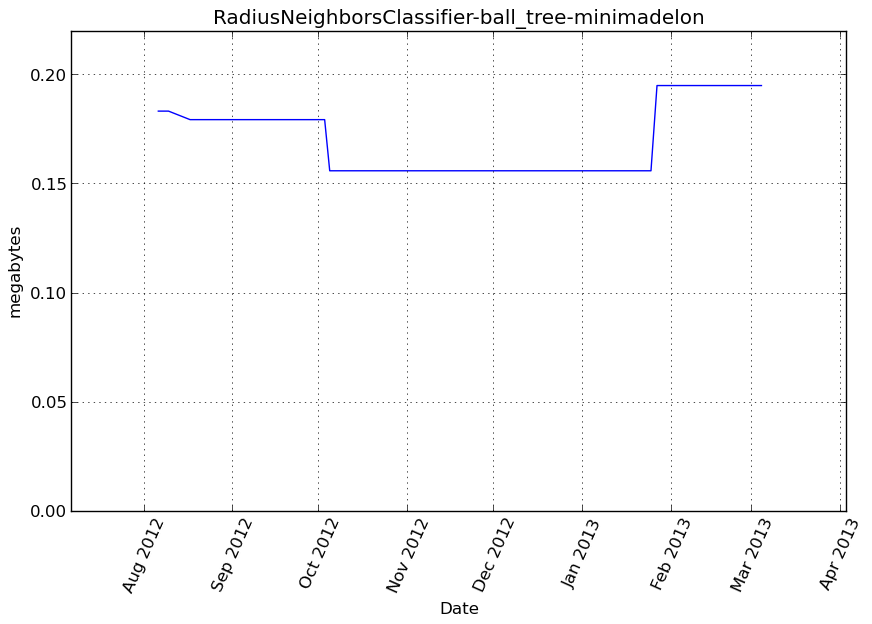 RadiusNeighborsClassifier-ball_tree-minimadelon
0.20
0.15
0.10
0.05
0.00
megabytes
Aug 2012
Sep 2012
Oct 2012
Nov 2012
Dec 2012
Jan 2013
Feb 2013
Mar 2013
Apr 2013
Date